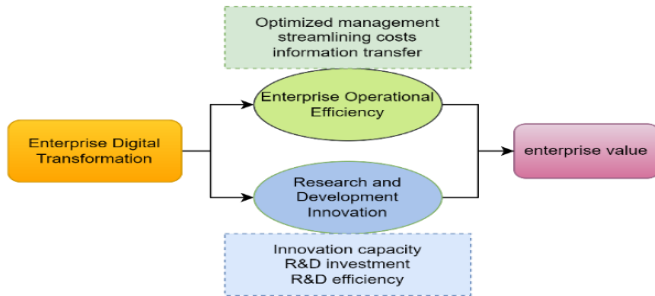 Optimized management
streamlining costs
information transfer
Enterprise Operational
Efficiency
Enterprise Digital
Transformation
enterprise value
Research and
Development
Innovation
Innovation capacity
R&D investment
R&D efficiency